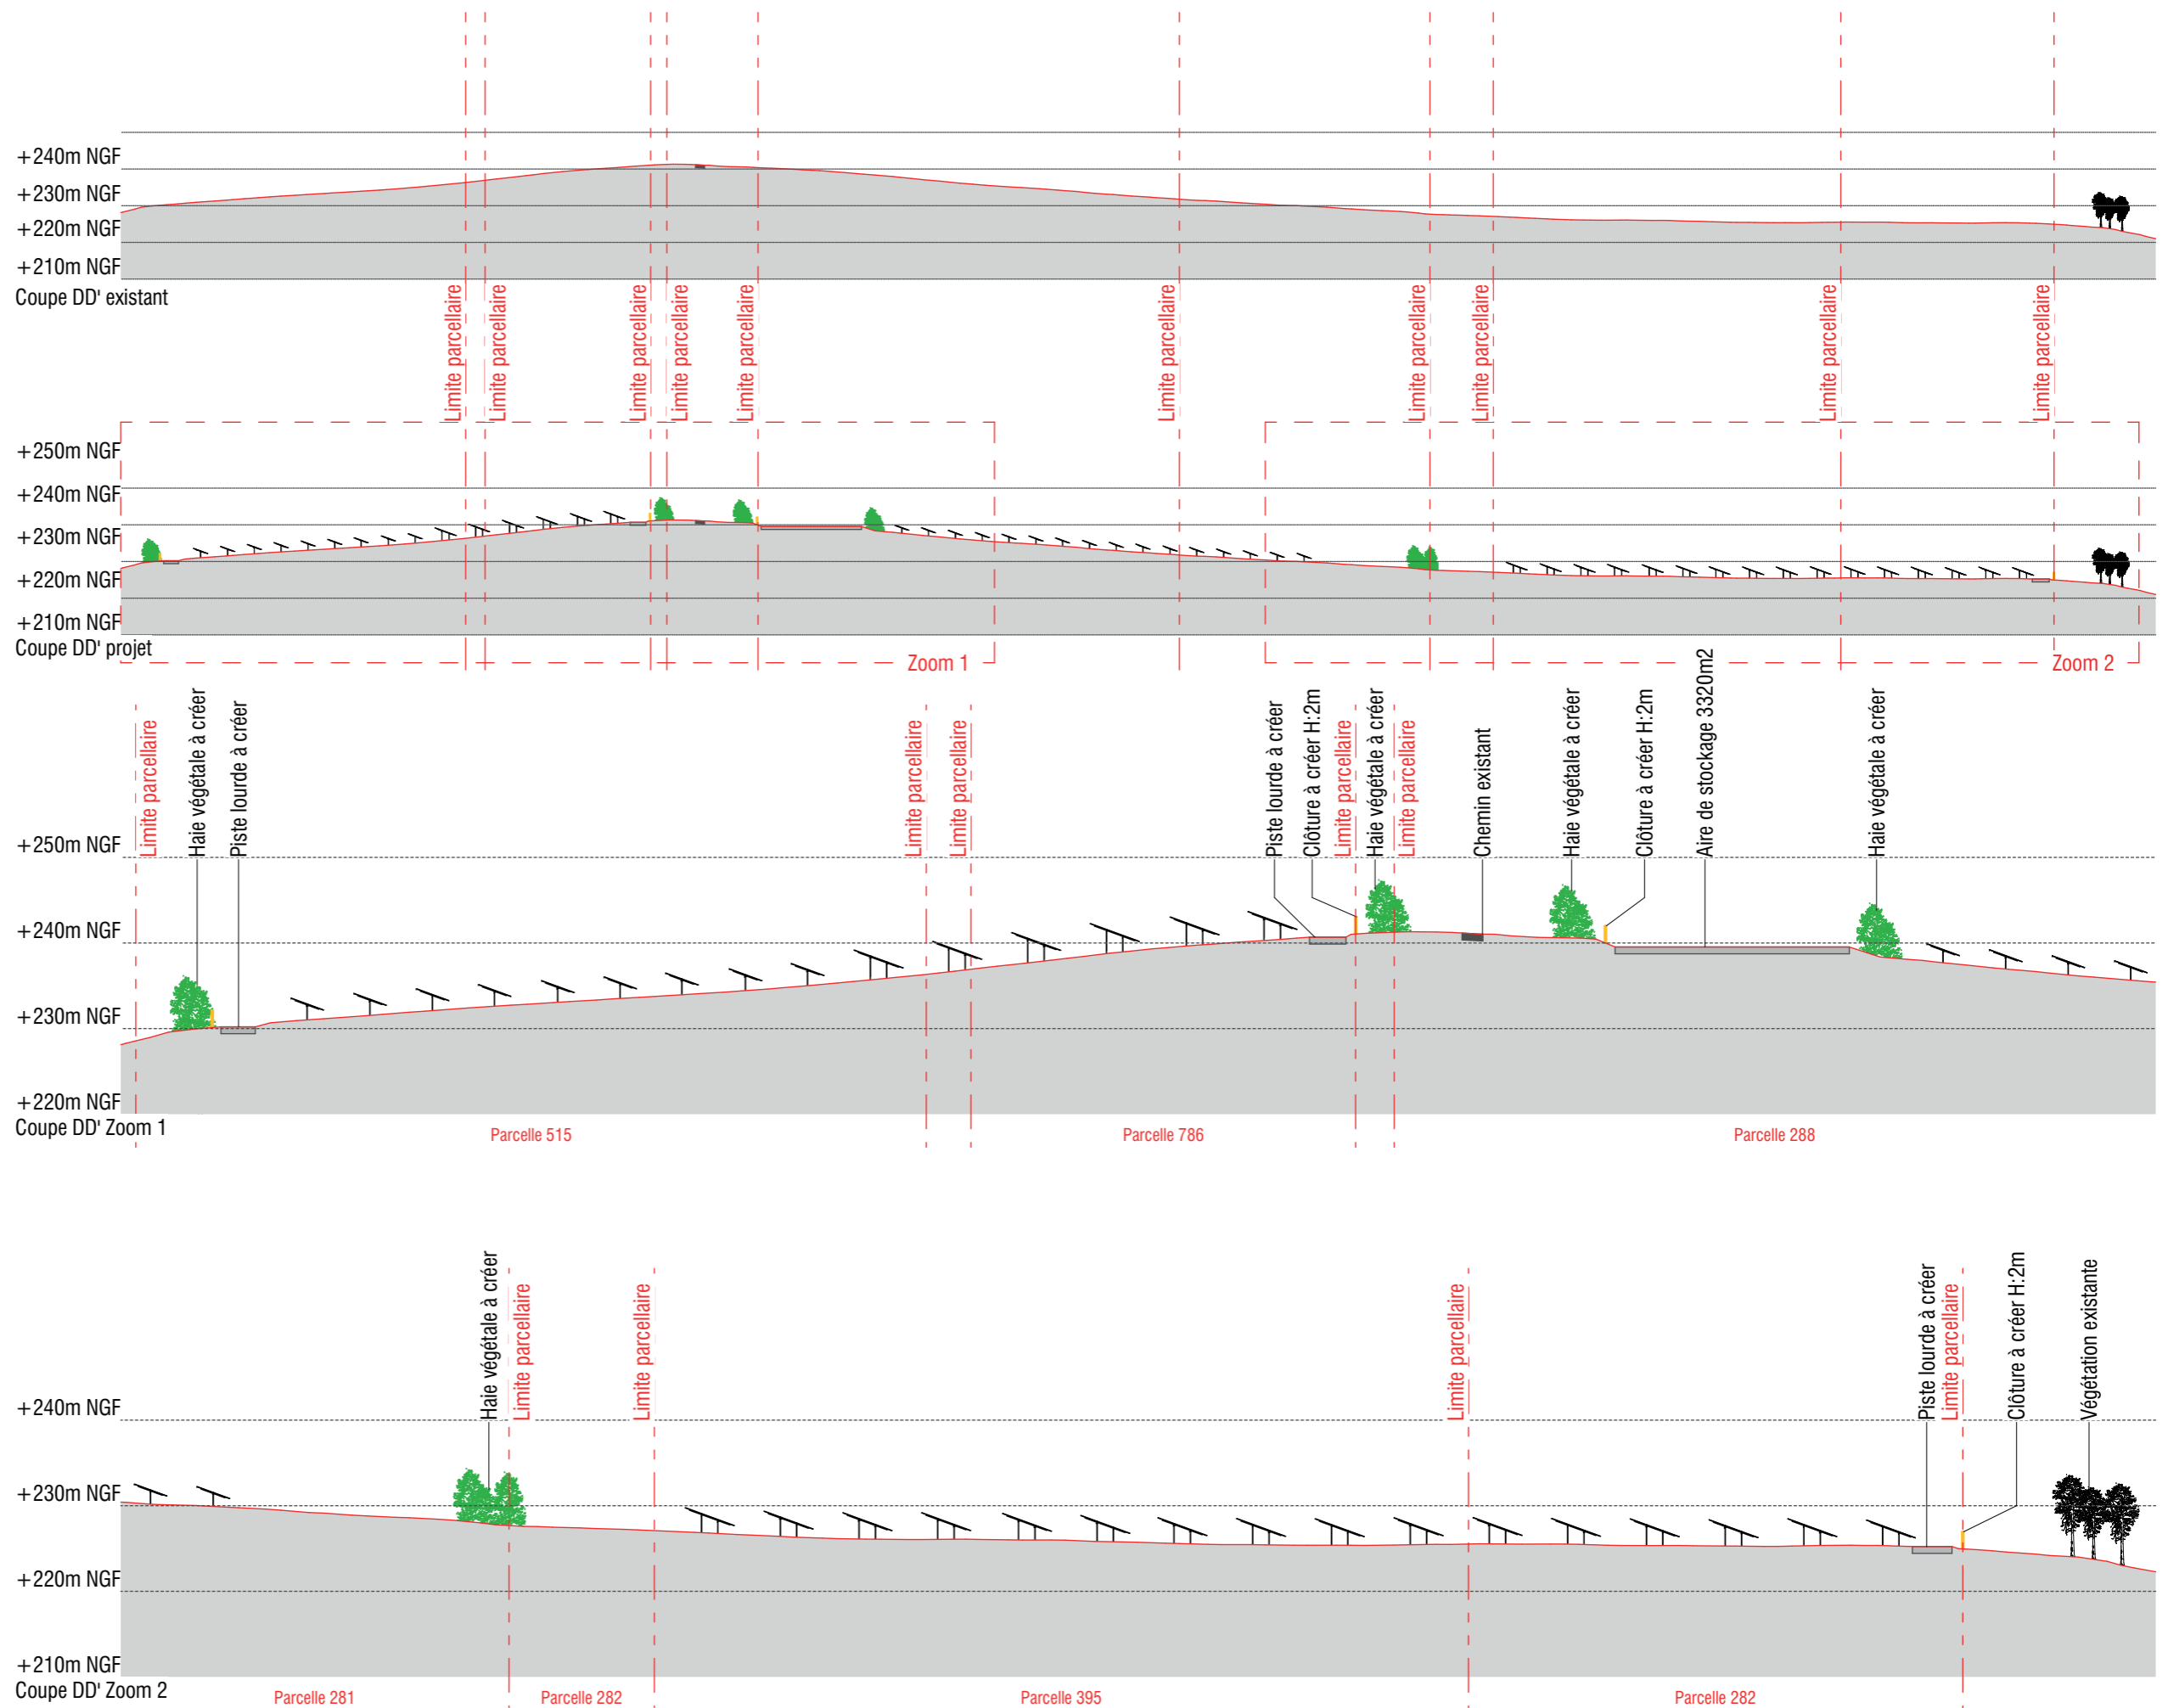 +240m NGF
+230m NGF
+220m NGF
+210m NGF
Coupe DD' existant
Limite parcellaire
Limite parcellaire
Limite parcellaire
Limite parcellaire
Limite parcellaire
Limite parcellaire
Limite parcellaire
Limite parcellaire
Limite parcellaire
Limite parcellaire
+250m NGF
+240m NGF
+230m NGF
+220m NGF
+210m NGF
Coupe DD' projet
Zoom 1
Zoom 2
Limite parcellaire
Haie végétale à créer
Piste lourde à créer
Limite parcellaire
Limite parcellaire
Piste lourde à créer
Clôture à créer H:2m
Limite parcellaire
Haie végétale à créer
Limite parcellaire
Chemin existant
Haie végétale à créer
Clôture à créer H:2m
Aire de stockage 3320m2
Haie végétale à créer
+250m NGF
+240m NGF
+230m NGF
+220m NGF
Coupe DD' Zoom 1
Parcelle 515
Parcelle 786
Parcelle 288
Haie végétale à créer
Limite parcellaire
Limite parcellaire
Limite parcellaire
Piste lourde à créer
Limite parcellaire
Clôture à créer H:2m
Végétation existante
+240m NGF
+230m NGF
+220m NGF
+210m NGF
Coupe DD' Zoom 2
Parcelle 281
Parcelle 282
Parcelle 395
Parcelle 282